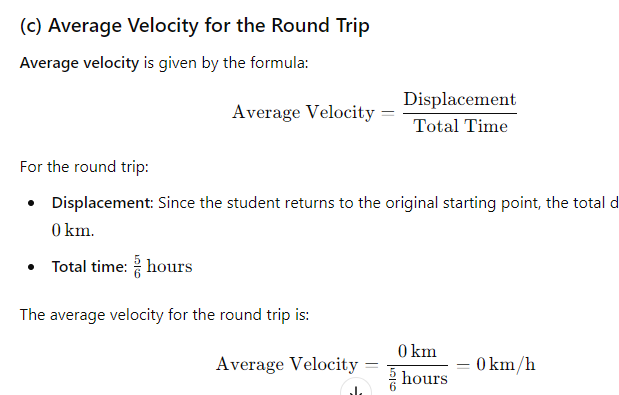 (c) Average Velocity for the Round Trip
Average velocity is given by the formula:
Average Velocity = Displacement / Total Time
For the round trip:
• Displacement: Since the student returns to the original starting point, the total d
0 km.
• Total time: 5/6 hours
The average velocity for the round trip is:
Average Velocity = 0 km / 5/6 hours = 0 km/h